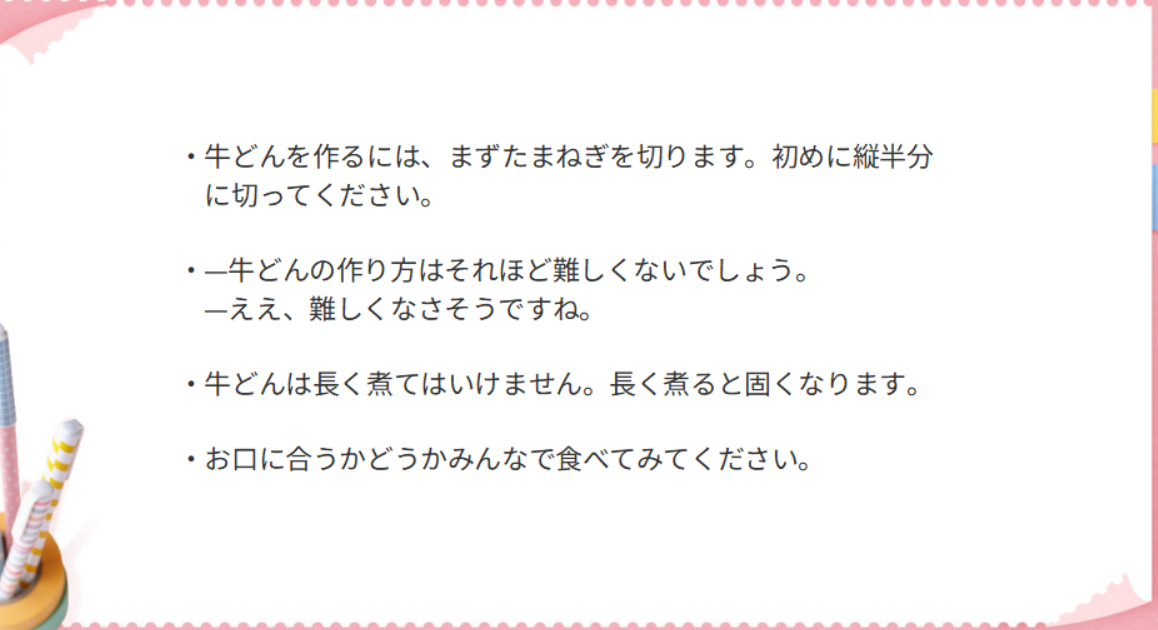 ・牛どんを作るには、まずたまねぎを切ります。初めに縦半分
に切ってください。
・—牛どんの作り方はそれほど難しくないでしょう。
—ええ、難しくなさそうですね。
・牛どんは長く煮てはいけません。長く煮ると固くなります。
・お口に合うかどうかみんなで食べてみてください。